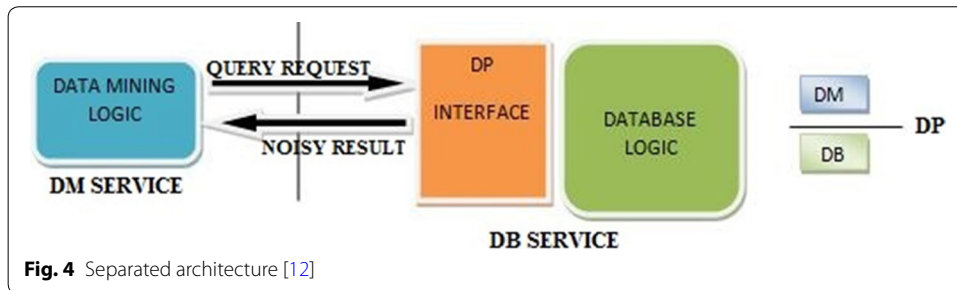 QUERY REQUEST
DATA MINING
LOGIC
NOISY RESULT
DM SERVICE
DP
INTERFACE
DATABASE
LOGIC
DB SERVICE
DM
DB
DP
Fig. 4 Separated architecture [12]